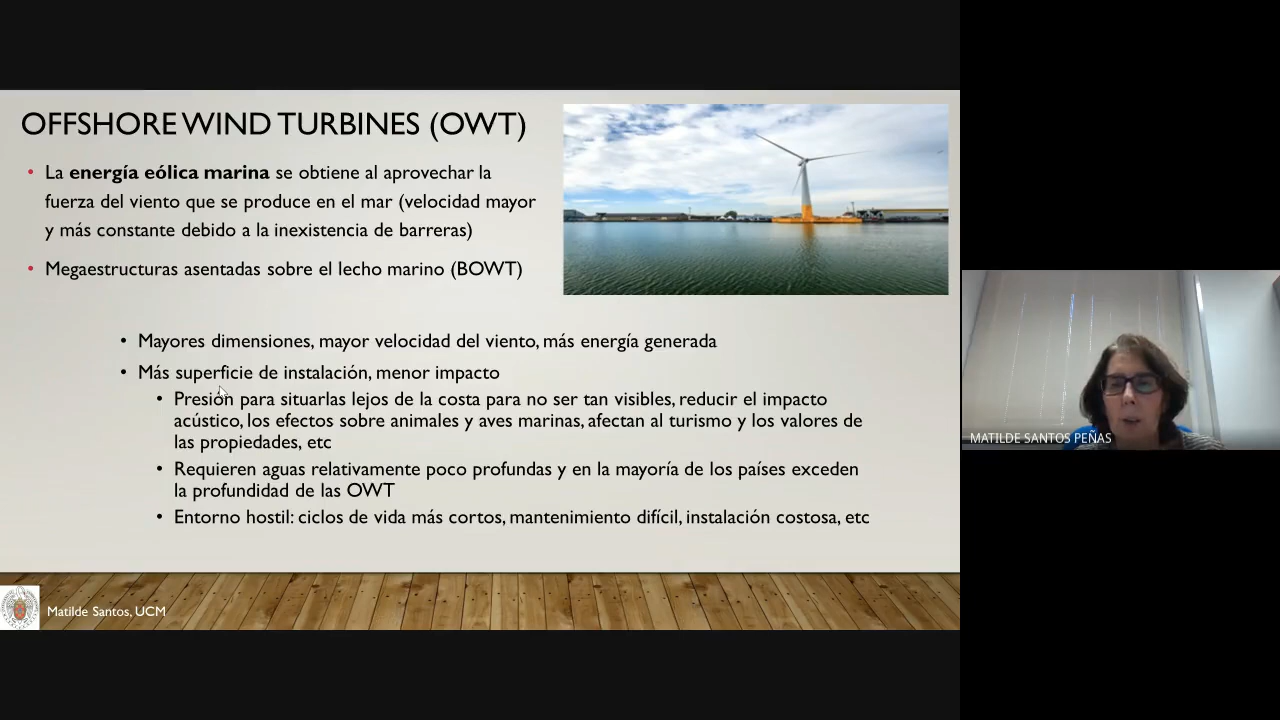 OFFSHORE WIND TURBINES (OWT)
• La energía eólica marina se obtiene al aprovechar la
fuerza del viento que se produce en el mar (velocidad mayor
y más constante debido a la inexistencia de barreras)
• Megaestructuras asentadas sobre el lecho marino (BOWT)
• Mayores dimensiones, mayor velocidad del viento, más energía generada
• Más superficie de instalación, menor impacto
• Presión para situarlas lejos de la costa para no ser tan visibles, reducir el impacto
acústico, los efectos sobre animales y aves marinas, afectan al turismo y los valores de
las propiedades, etc
• Requieren aguas relativamente poco profundas y en la mayoría de los países exceden
la profundidad de las OWT
• Entorno hostil: ciclos de vida más cortos, mantenimiento difícil, instalación costosa, etc
Matilde Santos, UCM
MATILDE SANTOS PEÑAS